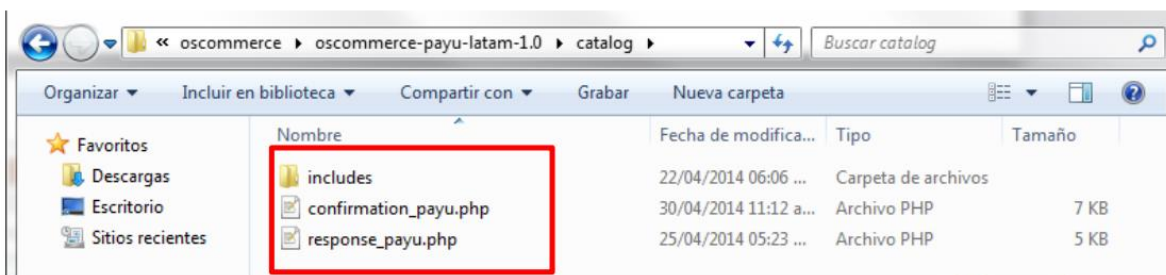 « oscommerce ▸ oscommerce-payu-latam-1.0 ▸ catalog ▸ Buscar catalog
Organizar Incluir en biblioteca Compartir con Grabar Nueva carpeta
Favoritos
Descargas
Escritorio
Sitios recientes
Nombre Fecha de modifica... Tipo Tamaño
includes 22/04/2014 06:06 ... Carpeta de archivos
confirmation_payu.php 30/04/2014 11:12 a... Archivo PHP 7 KB
response_payu.php 25/04/2014 05:23 ... Archivo PHP 5 KB